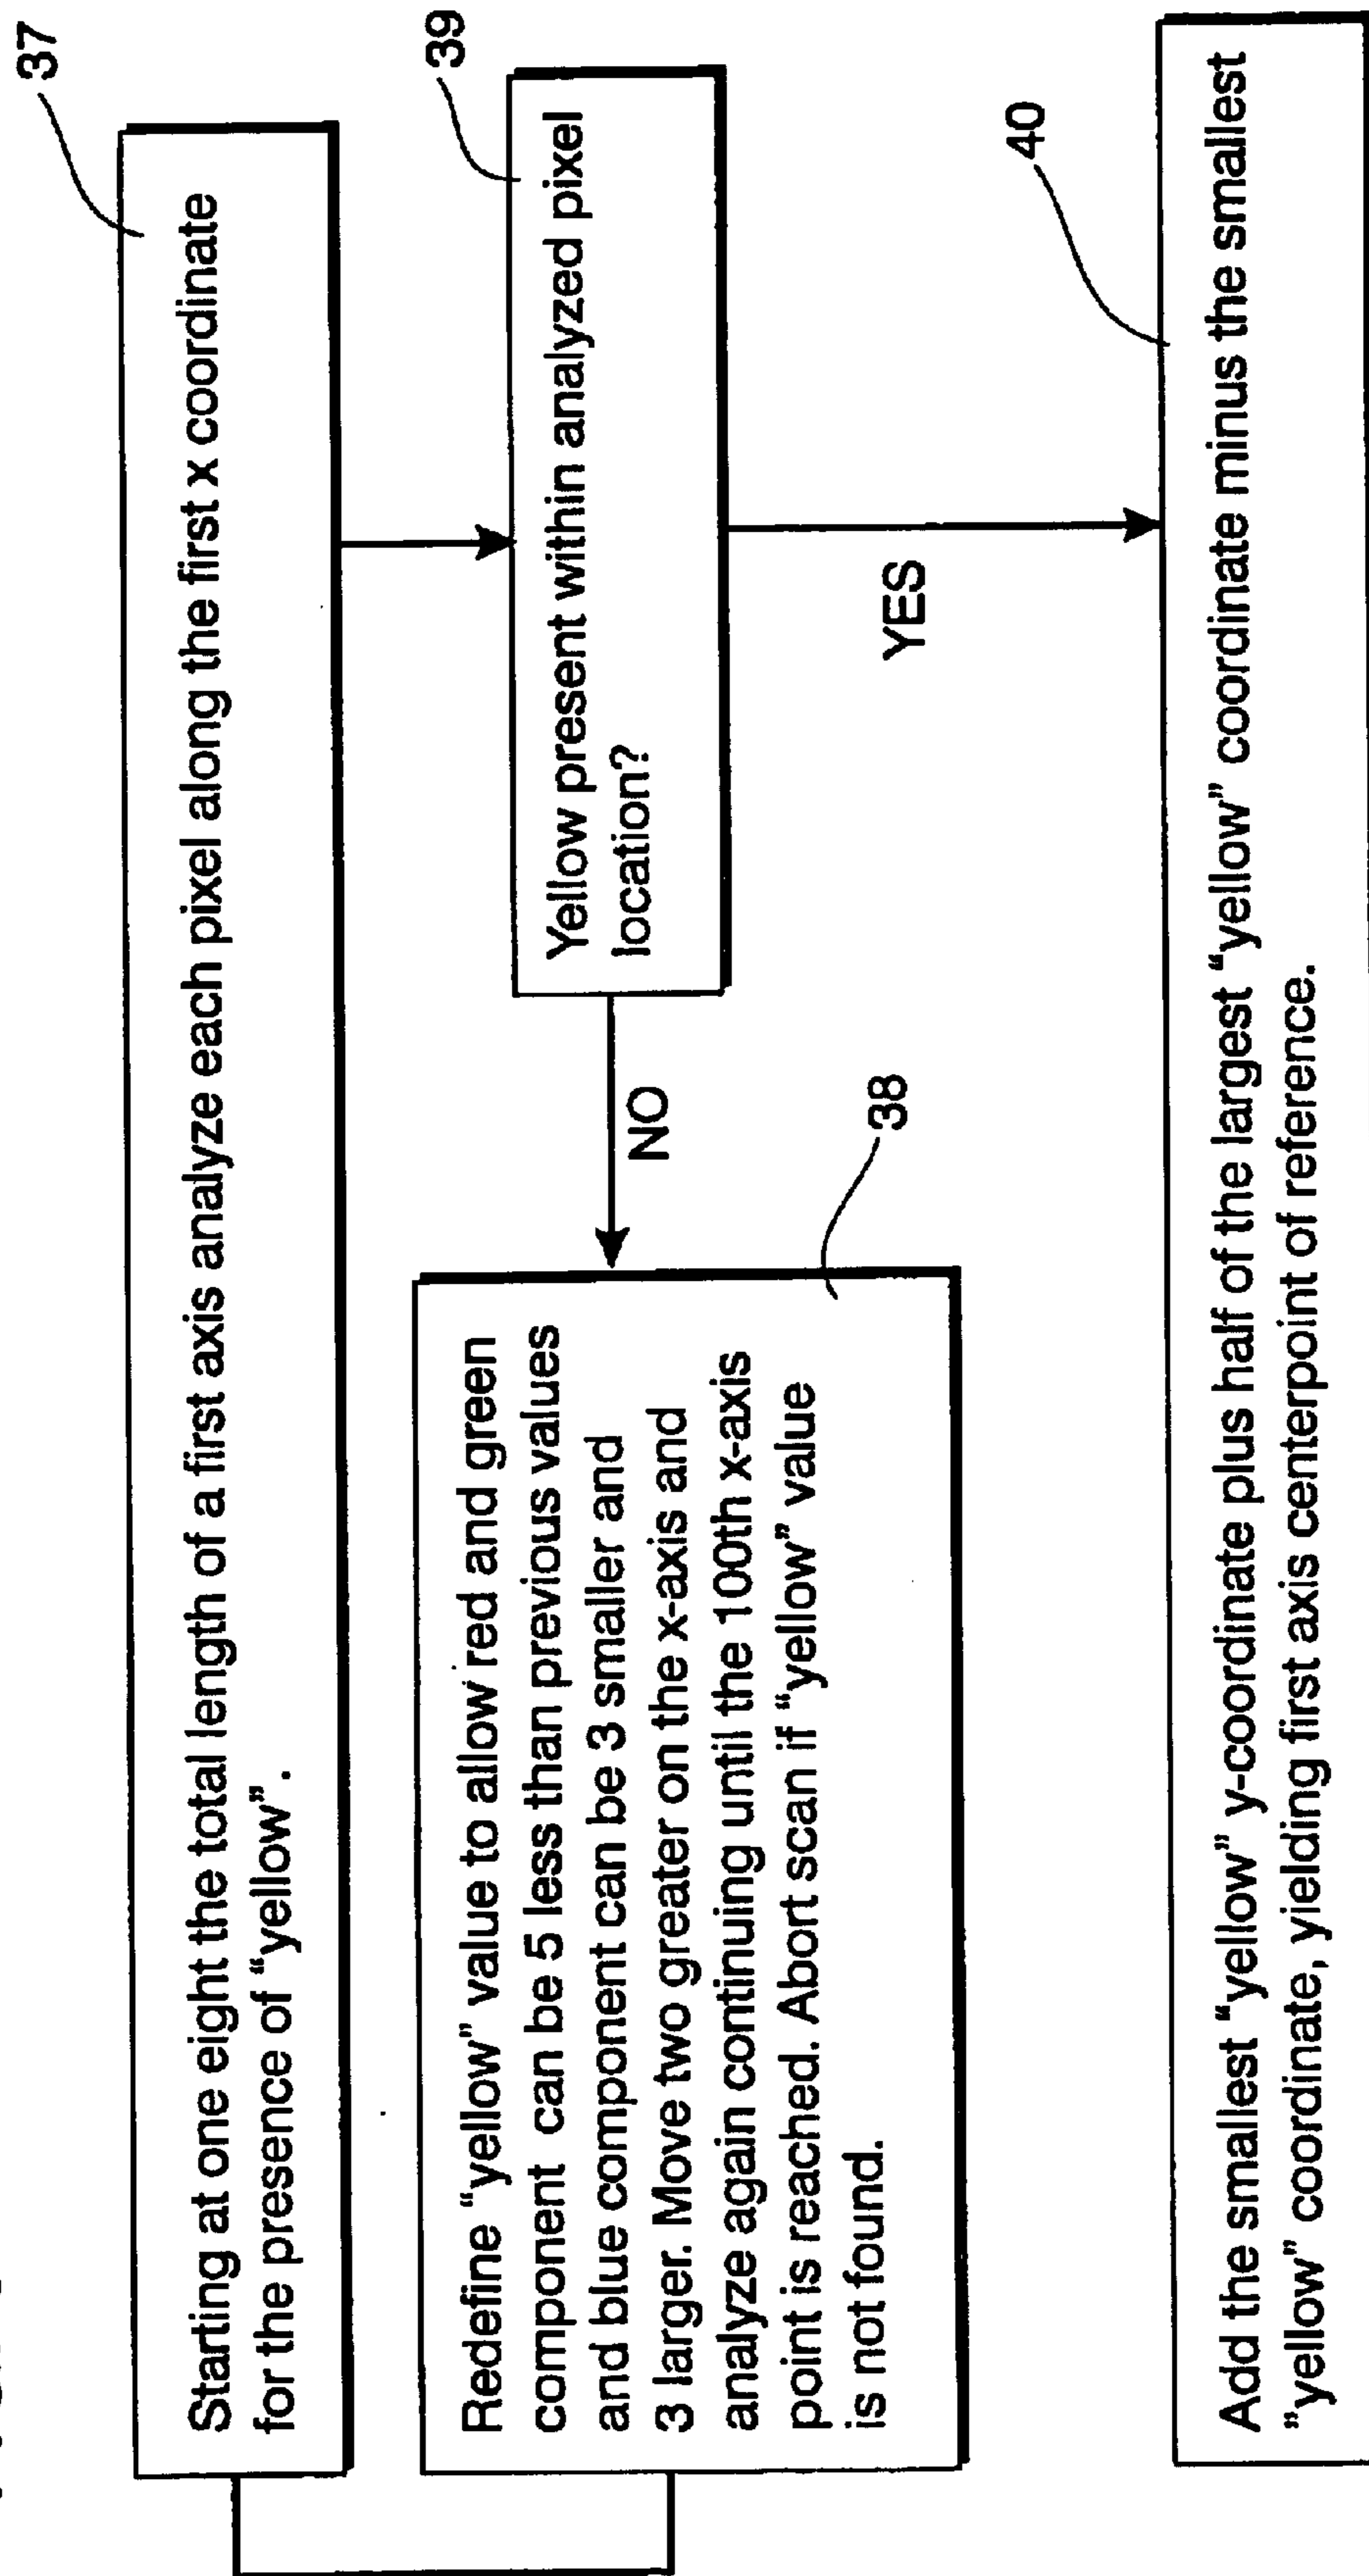 37
Starting at one eight the total length of a first axis analyze each pixel along the first x coordinate
for the presence of “yellow”.
39
Yellow present within analyzed pixel
location?
NO
YES
38
Redefine “yellow” value to allow red and green
component can be 5 less than previous values
and blue component can be 3 smaller and
3 larger. Move two greater on the x-axis and
analyze again continuing until the 100th x-axis
point is reached. Abort scan if “yellow” value
is not found.
40
Add the smallest “yellow” y-coordinate plus half of the largest “yellow” coordinate minus the smallest
”yellow” coordinate, yielding first axis centerpoint of reference.